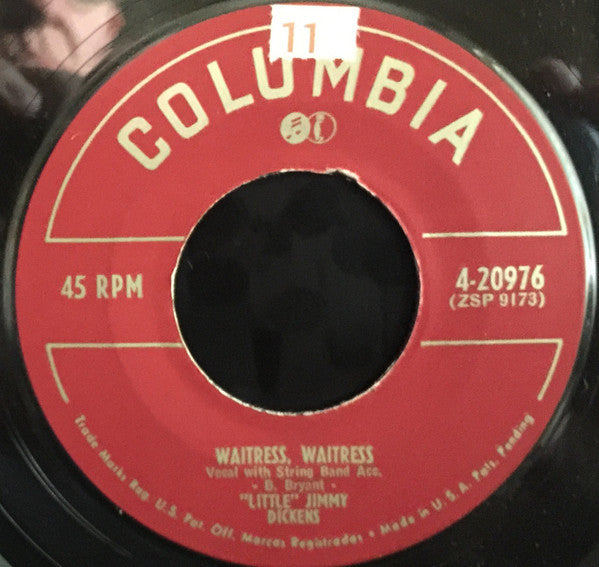 11
COLUMBIA
45 RPM
4-20976
(ZSP 9173)
WAITRESS, WAITRESS
Vocal with String Band Acc.
- B. Bryant -
"LITTLE" JIMMY
DICKENS
Trade Marks Reg. U.S. Pat. Off. Marcas Registradas • Made in U.S.A. Pats. Pending